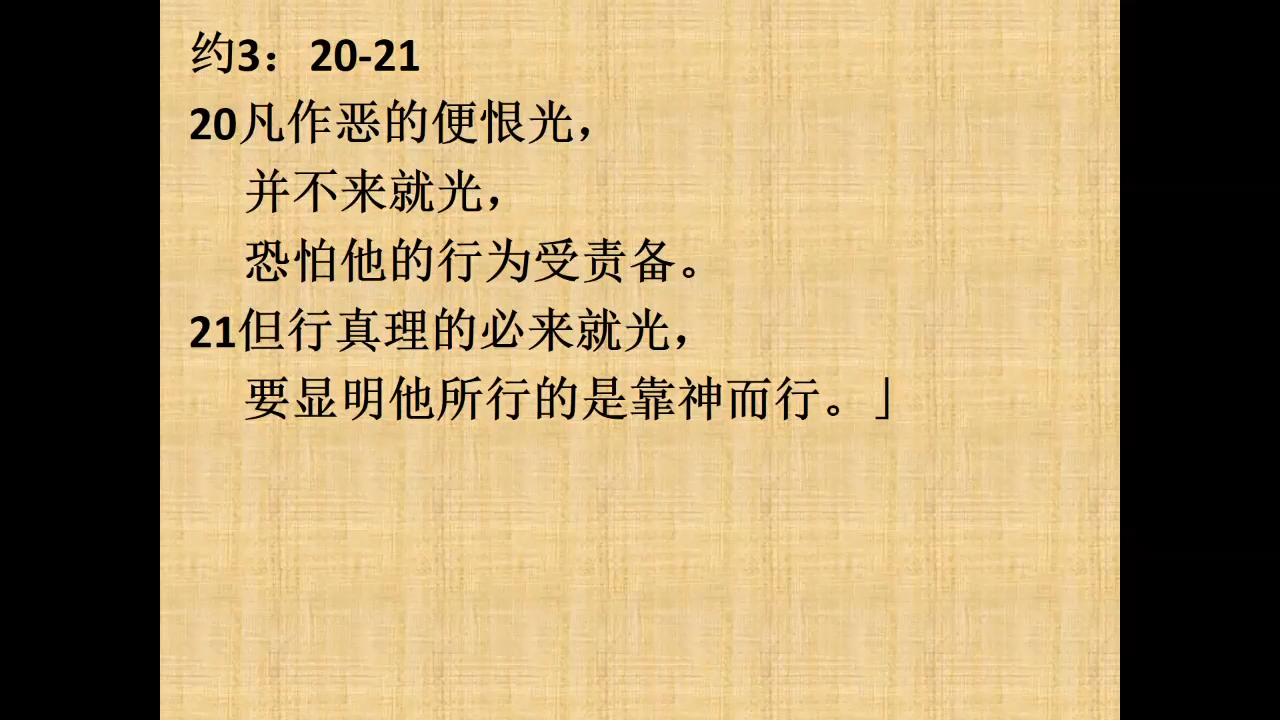 约3：20-21
20凡作恶的便恨光，
并不来就光，
恐怕他的行为受责备。
21但行真理的必来就光，
要显明他所行的是靠神而行。」